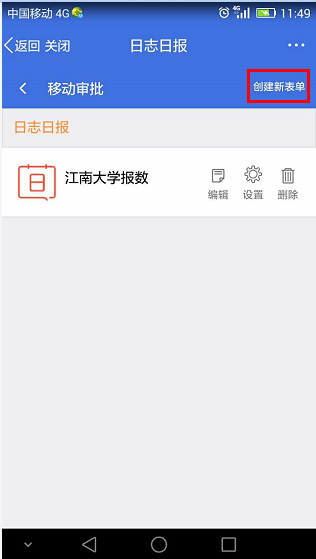 中国移动 4G 4G 11:49
返回 关闭 日志日报
移动审批 创建新表单
日志日报
日 江南大学报数
编辑 设置 删除